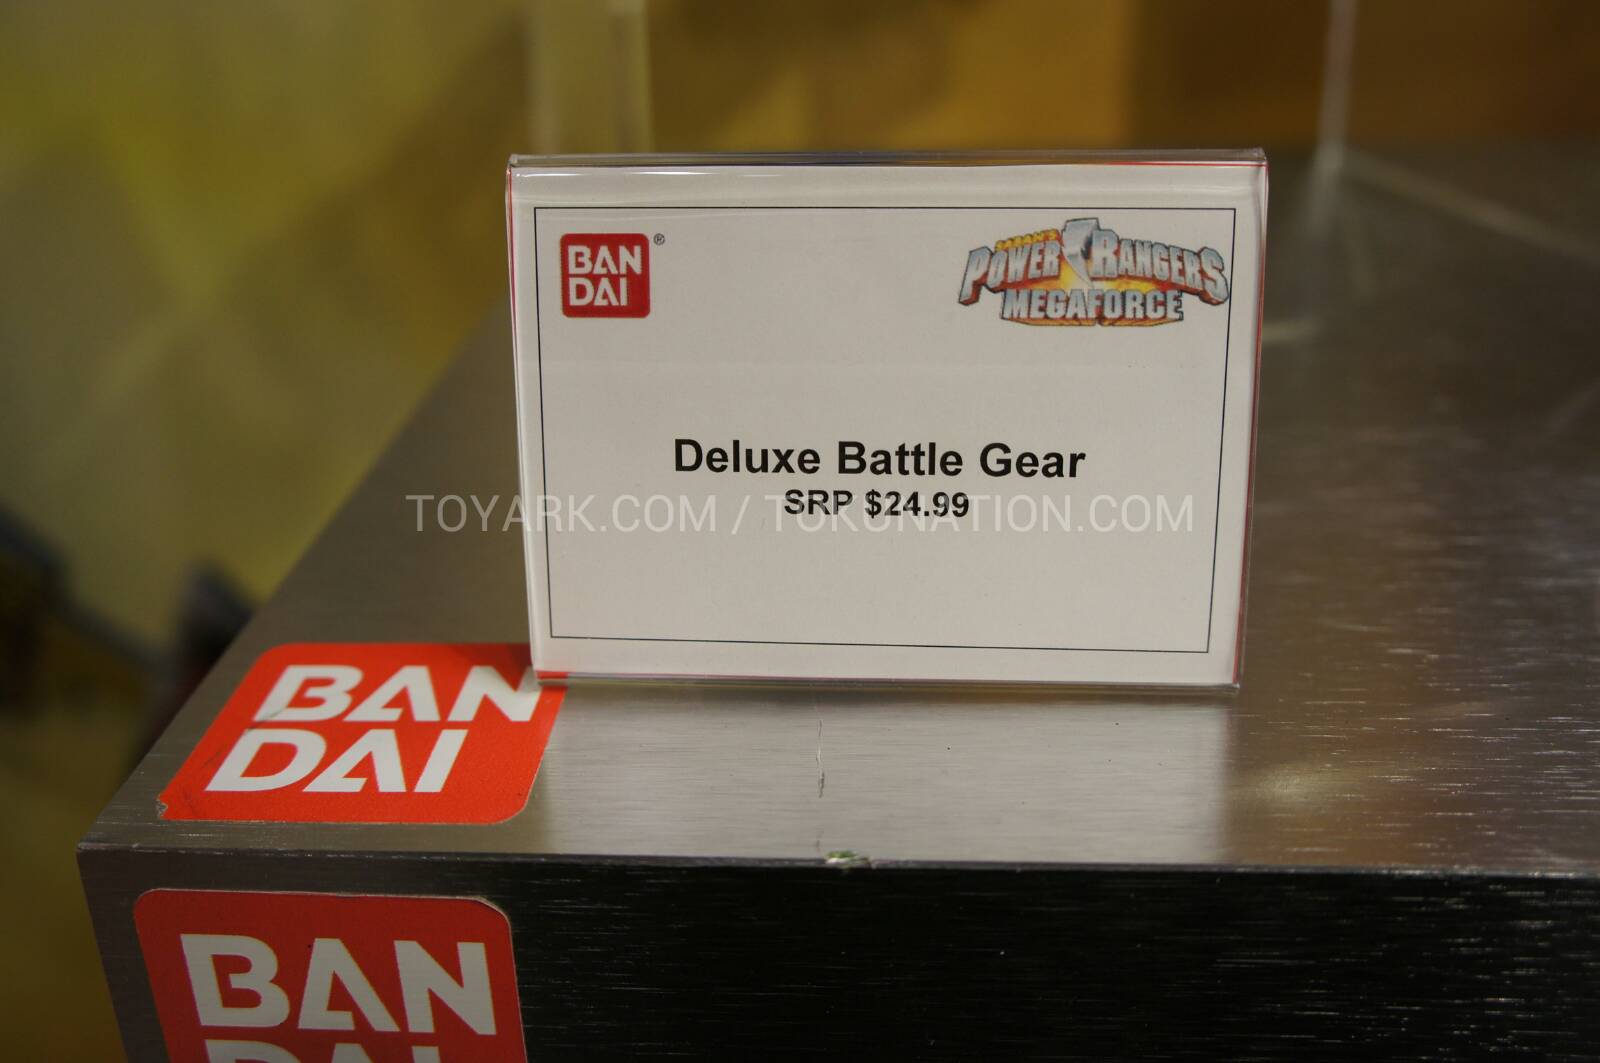 BAN
DAI
®
SABAN'S
POWER RANGERS
MEGAFORCE
Deluxe Battle Gear
SRP $24.99
TOYARK.COM / TOKUNATION.COM
BAN
DAI
BAN
DAI